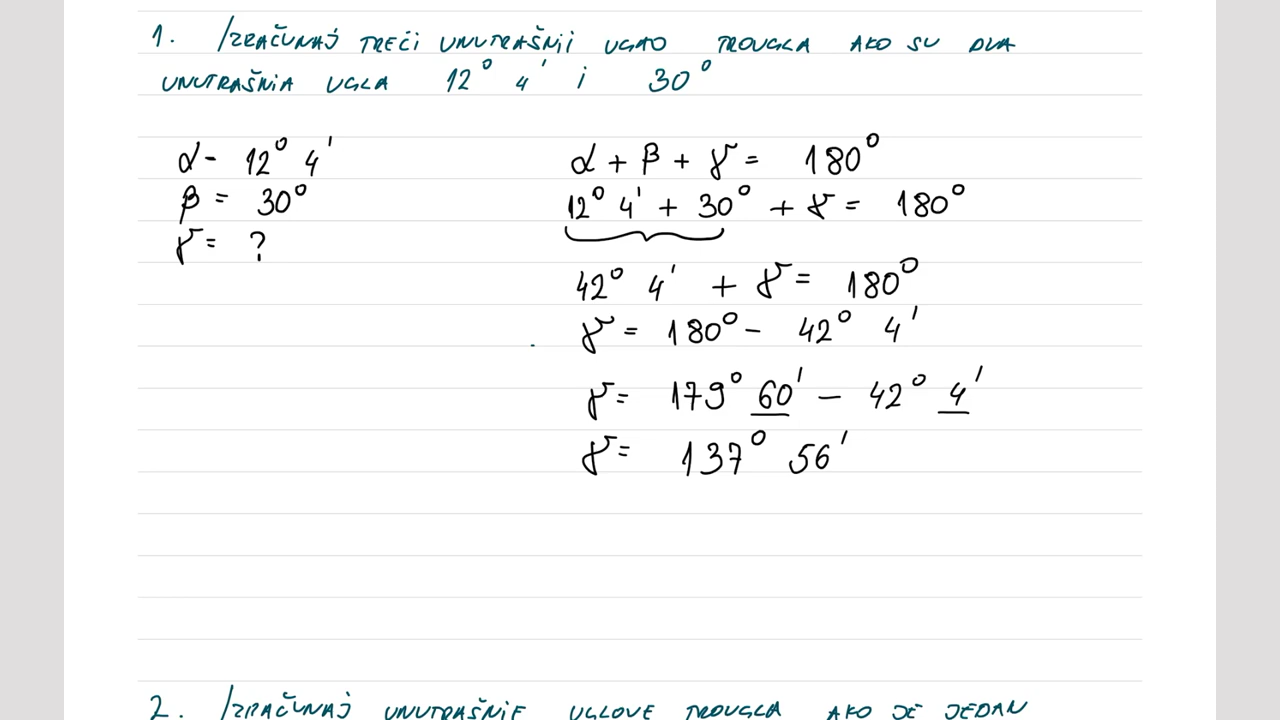 1. IZRAČUNAJ TREĆI UNUTRAŠNJI UGAO TROUGLA AKO SU DVA
UNUTRAŠNJA UGLA 12° 4' i 30°
α - 12° 4'
β = 30°
γ = ?
α + β + γ = 180°
12° 4' + 30° + γ = 180°
42° 4' + γ = 180°
γ = 180° - 42° 4'
γ = 179° 60' - 42° 4'
γ = 137° 56'
2. IZRAČUNAJ UNUTRAŠNJE UGLOVE TROUGLA AKO JE JEDAN